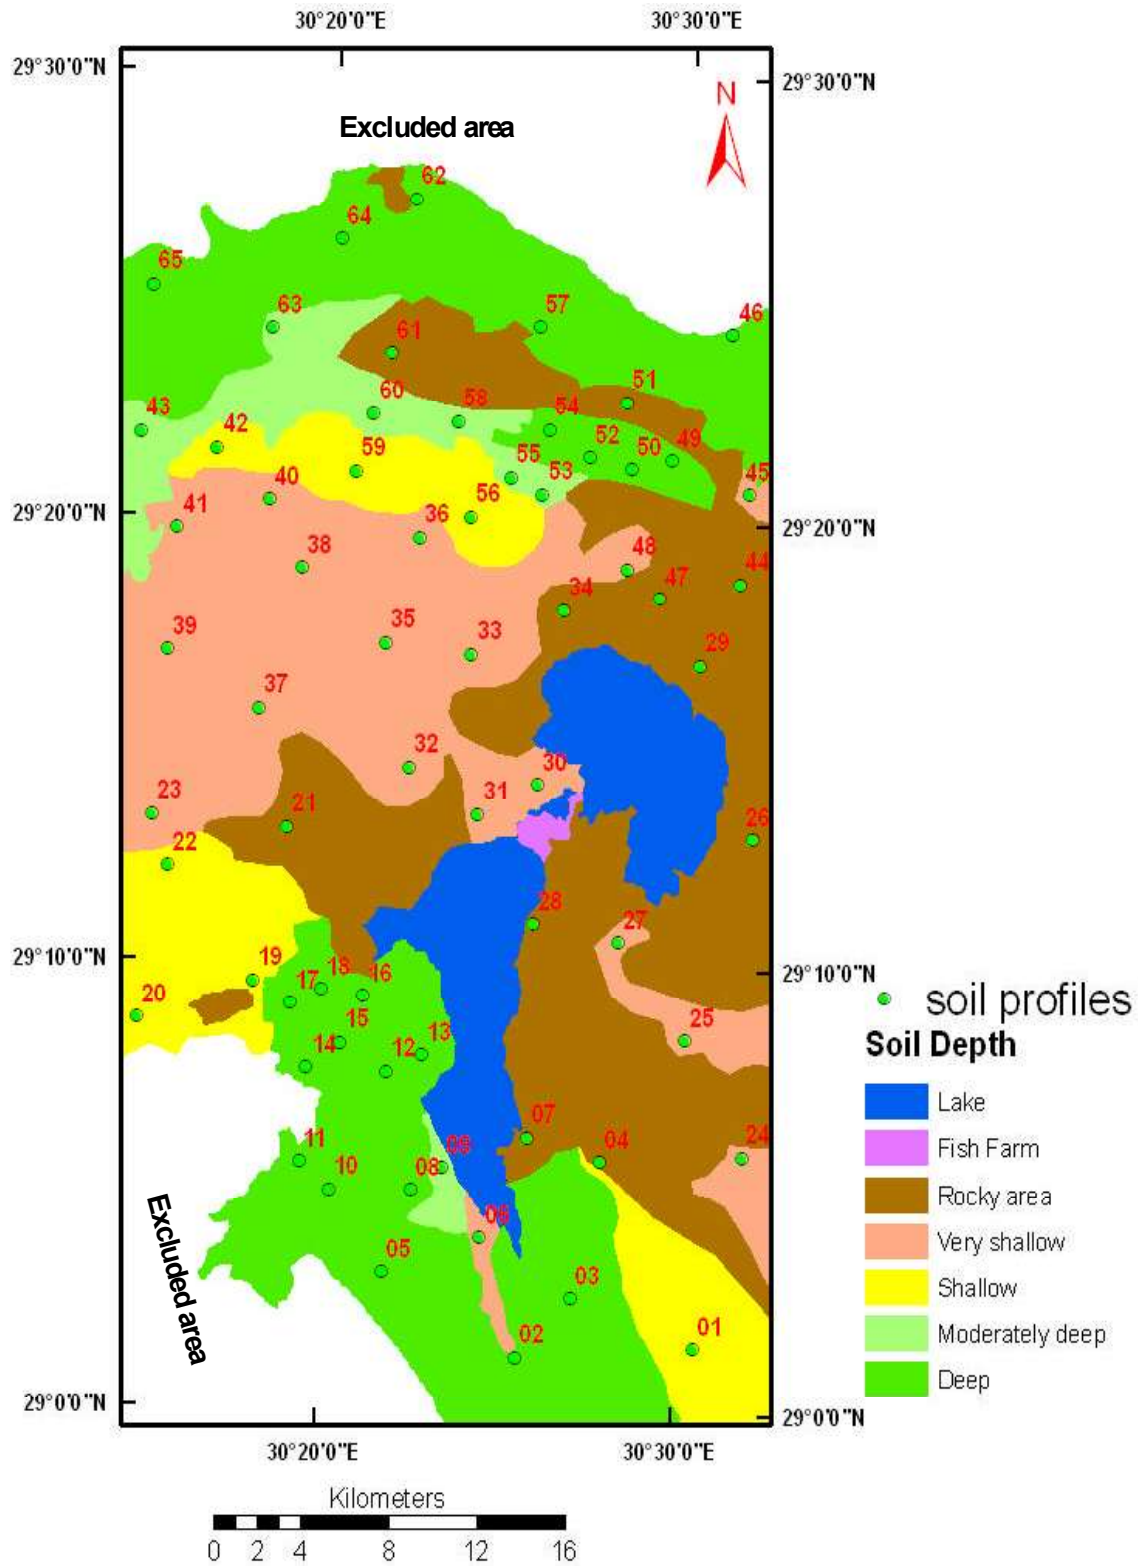 30°20'0"E 30°30'0"E
29°30'0"N 29°30'0"N
N
Excluded area
62
64
65
63 57 46
61
51
60 58
43 42 54
59 55 52 50 49
53 45
40 56
41 36
29°20'0"N 29°20'0"N
38 48
34 47 44
39 35 33
29
37
32
30
23 21 31
26
22
28
27
29°10'0"N 29°10'0"N
19 18
17 16
20
soil profiles
15 13
25
14 12
Soil Depth
Lake
07
Fish Farm
11 09 04 24
10 08
Rocky area
Excluded area
06
Very shallow
05
03
Shallow
01
02
Moderately deep
Deep
29°0'0"N 29°0'0"N
30°20'0"E 30°30'0"E
Kilometers
0 2 4 8 12 16